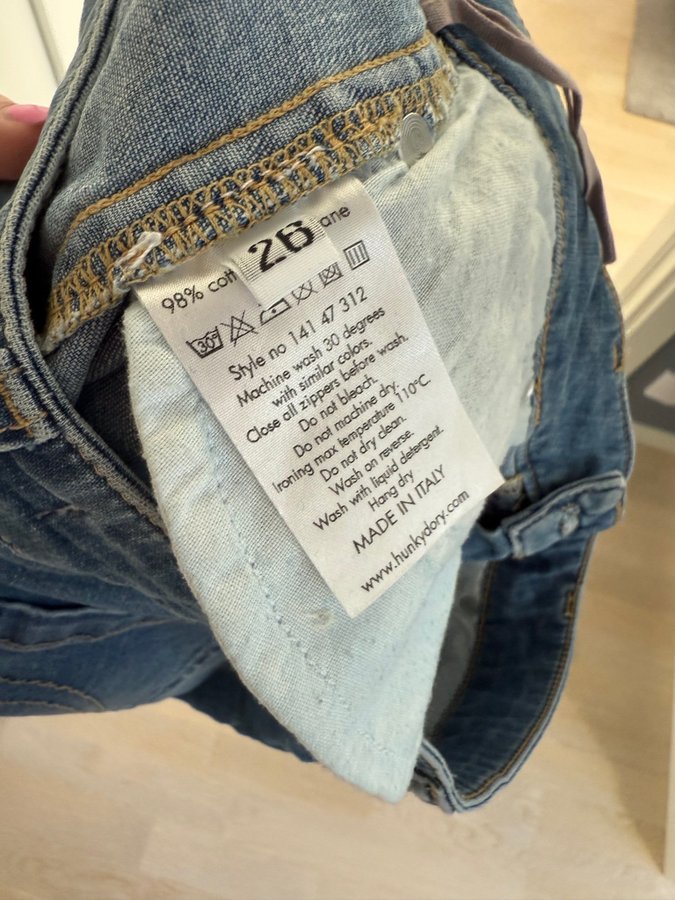 26
98% cott ane
30°
Style no 141 47 312
Machine wash 30 degrees
with similar colors.
Close all zippers before wash.
Do not bleach.
Do not machine dry.
Ironing max temperature 110°C
Do not dry clean.
Wash on reverse.
Wash with liquid detergent.
Hang dry
MADE IN ITALY
www.hunkydory.com